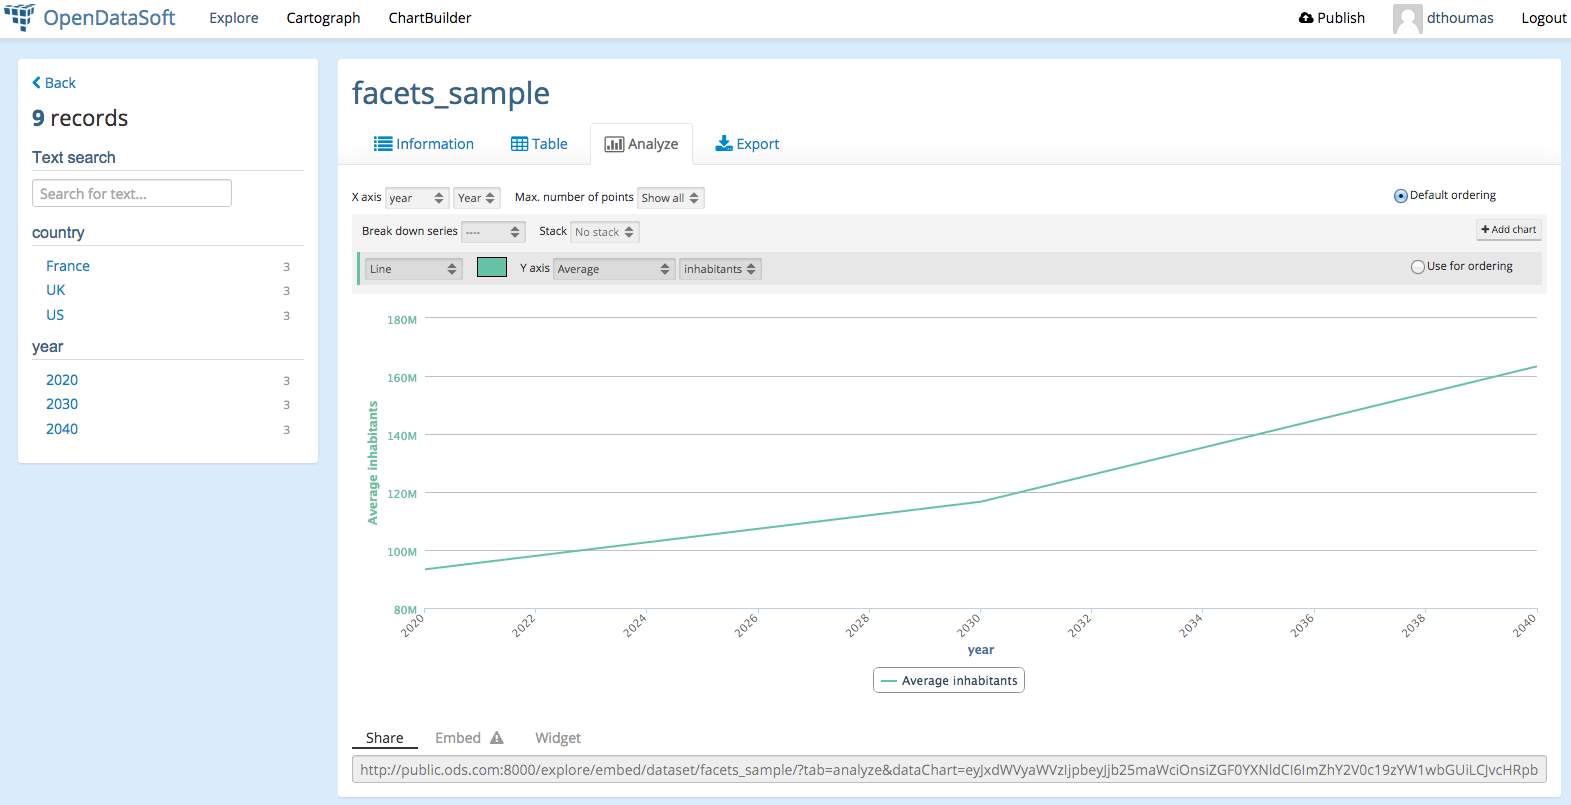 OpenDataSoft Explore Cartograph ChartBuilder Publish dthoumas Logout
Back
9 records
Text search
Search for text...
country
France 3
UK 3
US 3
year
2020 3
2030 3
2040 3
facets_sample
Information Table Analyze Export
X axis year Year Max. number of points Show all Default ordering
Break down series ---- Stack No stack + Add chart
Line Y axis Average inhabitants Use for ordering
180M
160M
140M
120M
100M
80M
Average inhabitants
2020 2022 2024 2026 2028 2030 2032 2034 2036 2038 2040
year
Average inhabitants
Share Embed Widget
http://public.ods.com:8000/explore/embed/dataset/facets_sample/?tab=analyze&dataChart=eyJxdWVyaWVzIjpbeyJjb25maWciOnsiZGF0YXNldCI6ImZhY2V0c19zYW1wbGUiLCJvcHRpb